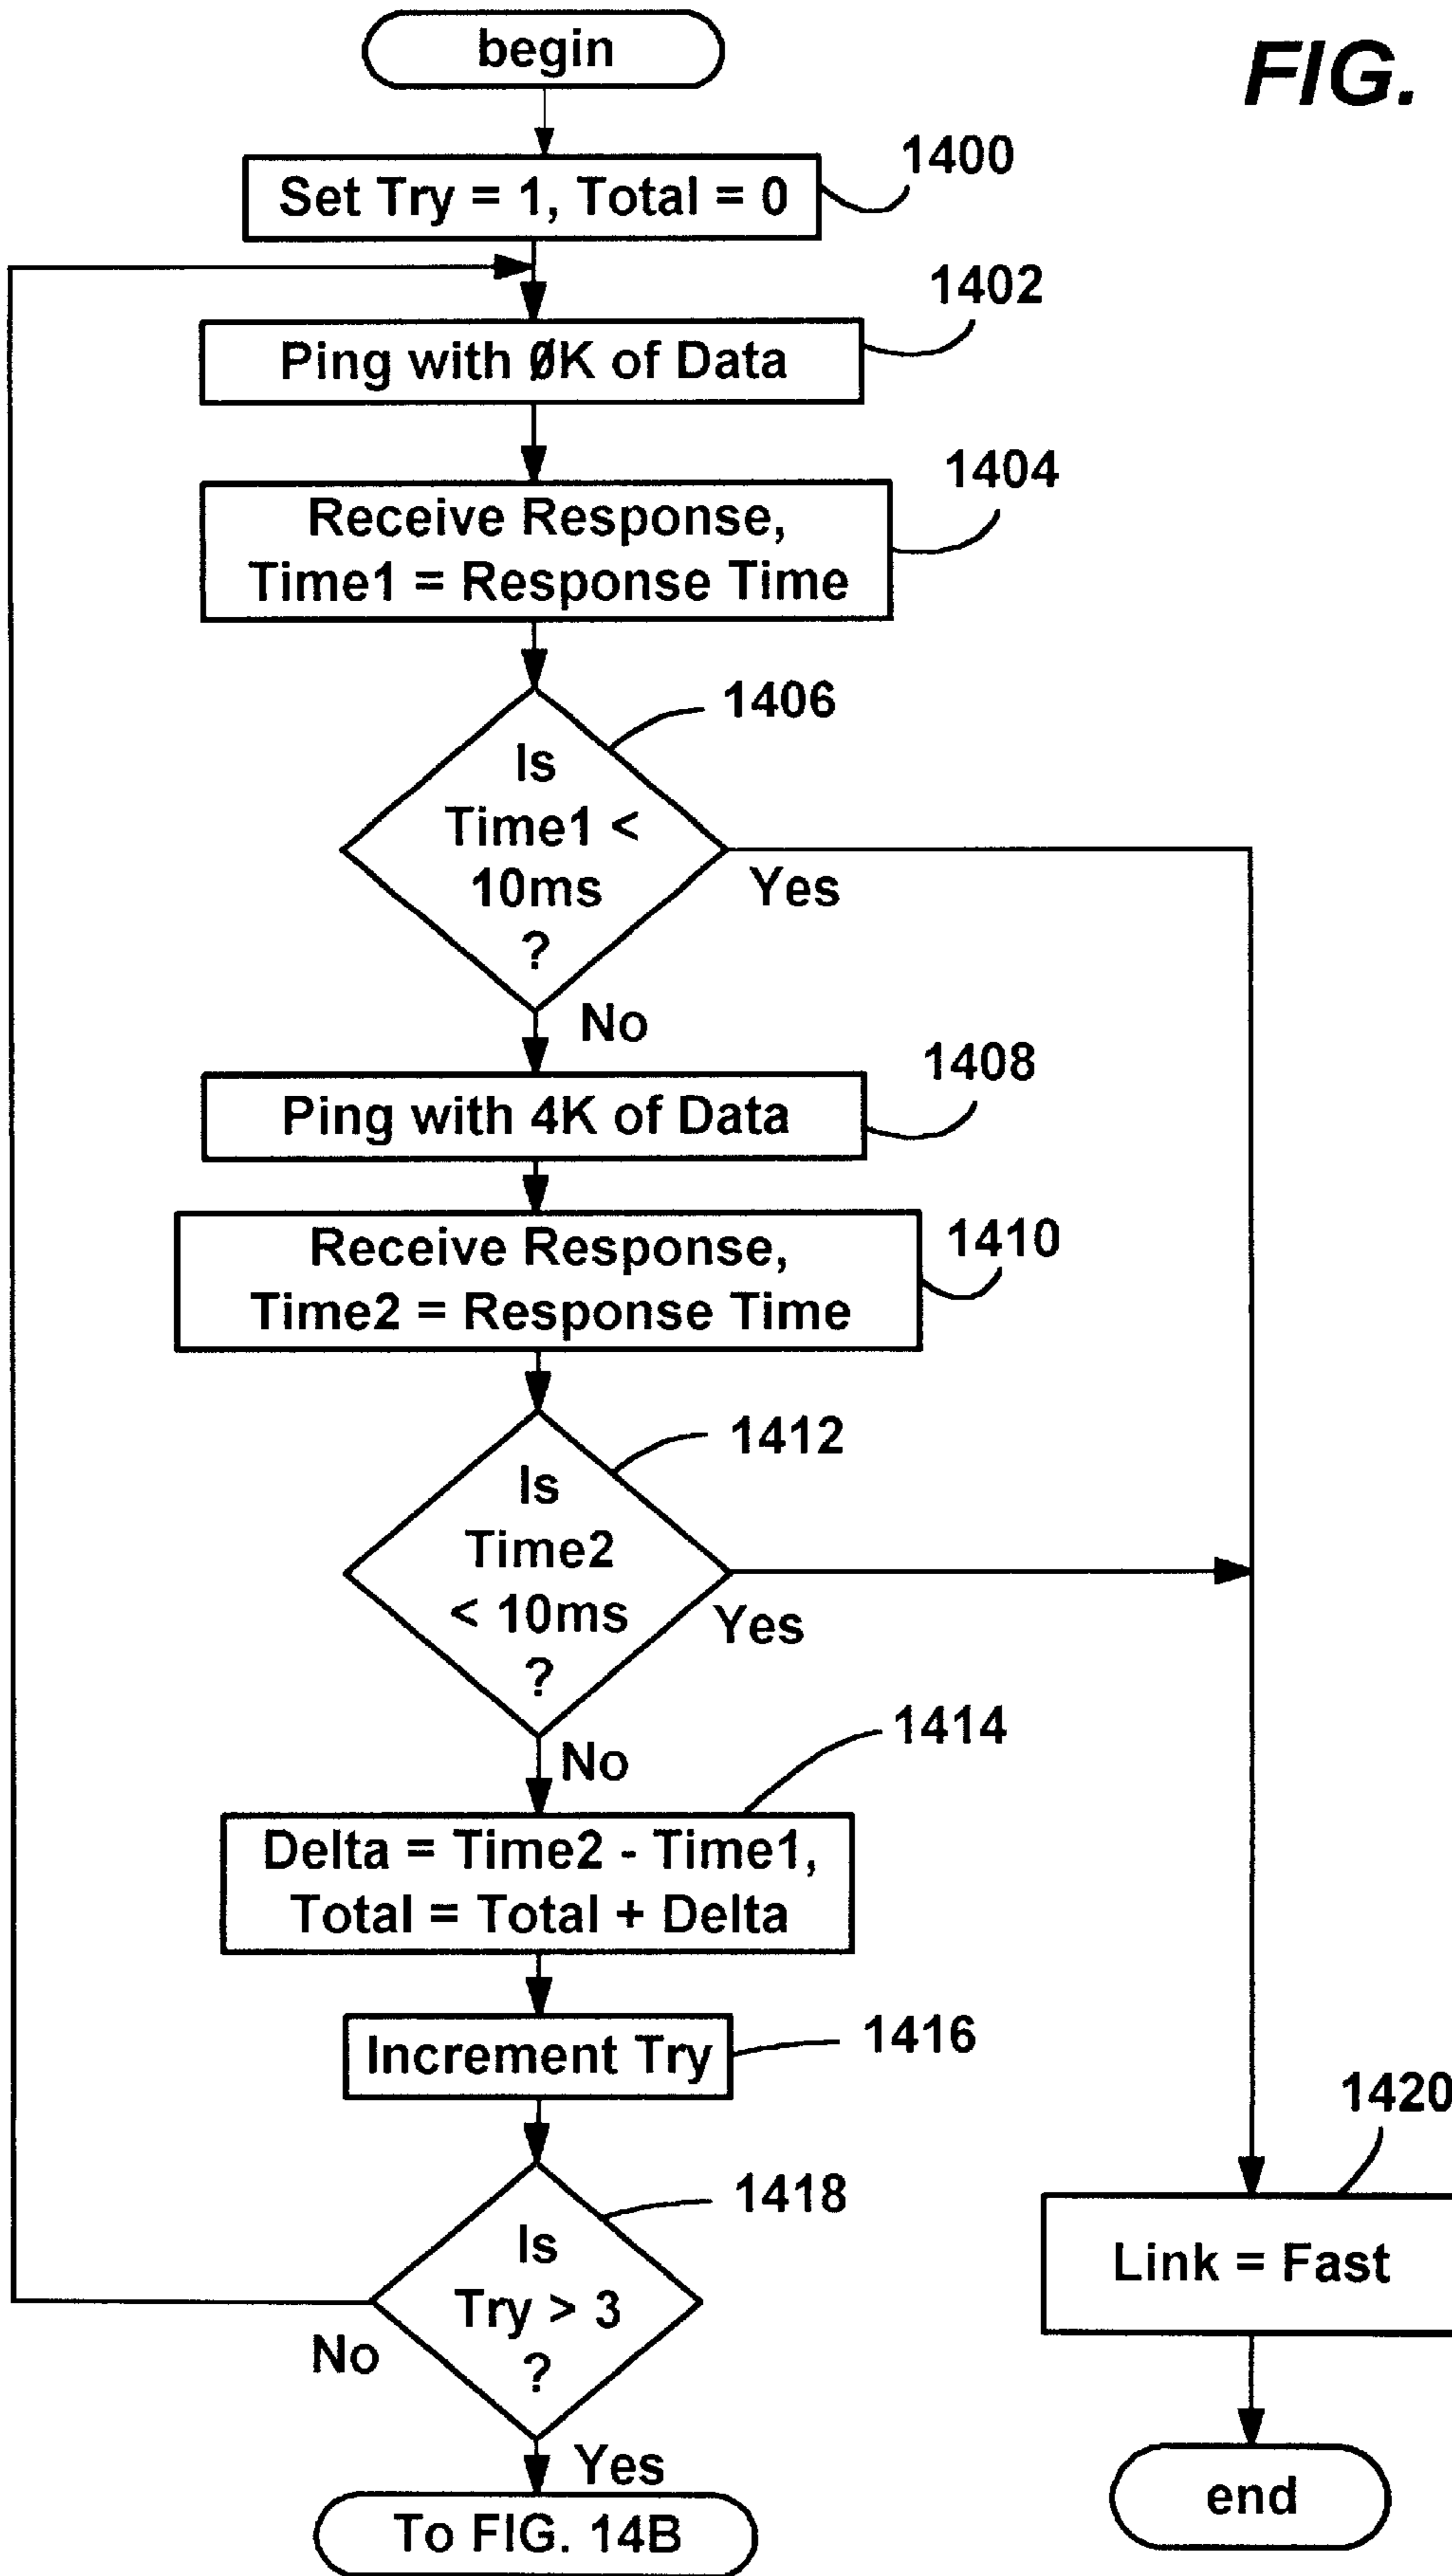 begin
FIG.
1400
Set Try = 1, Total = 0
1402
Ping with 0K of Data
1404
Receive Response,
Time1 = Response Time
1406
Is
Time1 <
10ms
?
Yes
No
1408
Ping with 4K of Data
1410
Receive Response,
Time2 = Response Time
1412
Is
Time2
< 10ms
?
Yes
No
1414
Delta = Time2 - Time1,
Total = Total + Delta
1416
Increment Try
1418
Is
Try > 3
?
No
Yes
To FIG. 14B
1420
Link = Fast
end